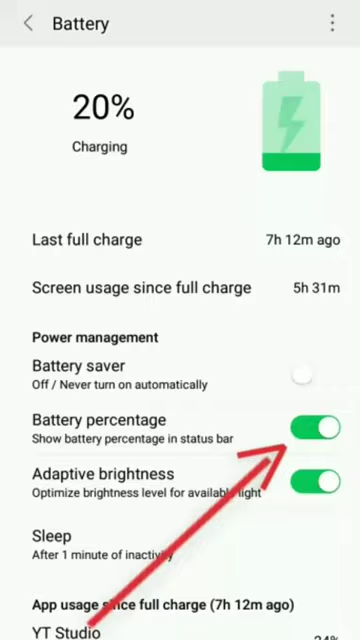 Battery
20%
Charging
Last full charge
7h 12m ago
Screen usage since full charge
5h 31m
Power management
Battery saver
Off / Never turn on automatically
Battery percentage
Show battery percentage in status bar
Adaptive brightness
Optimize brightness level for available light
Sleep
After 1 minute of inactivity
App usage since full charge (7h 12m ago)
YT Studio
24%